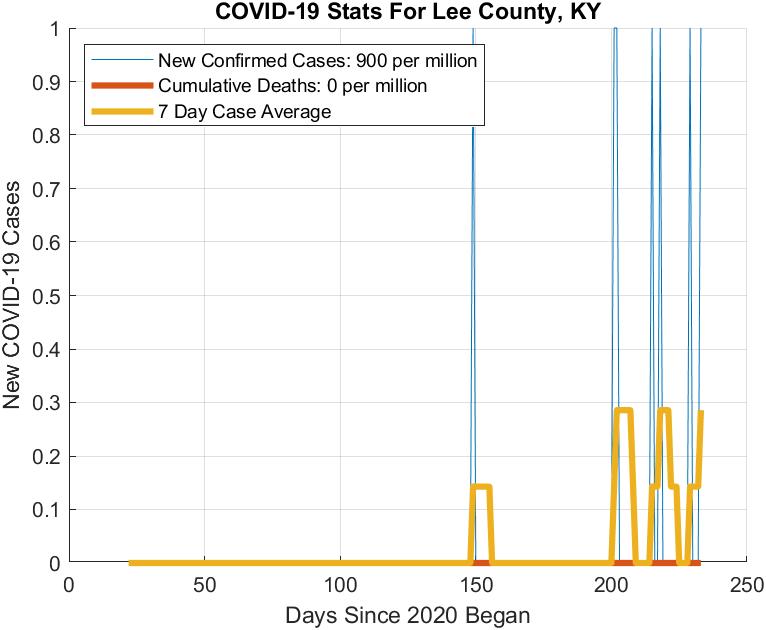 COVID-19 Stats For Lee County, KY
New Confirmed Cases: 900 per million
Cumulative Deaths: 0 per million
7 Day Case Average
New COVID-19 Cases
1
0.9
0.8
0.7
0.6
0.5
0.4
0.3
0.2
0.1
0
0 50 100 150 200 250
Days Since 2020 Began